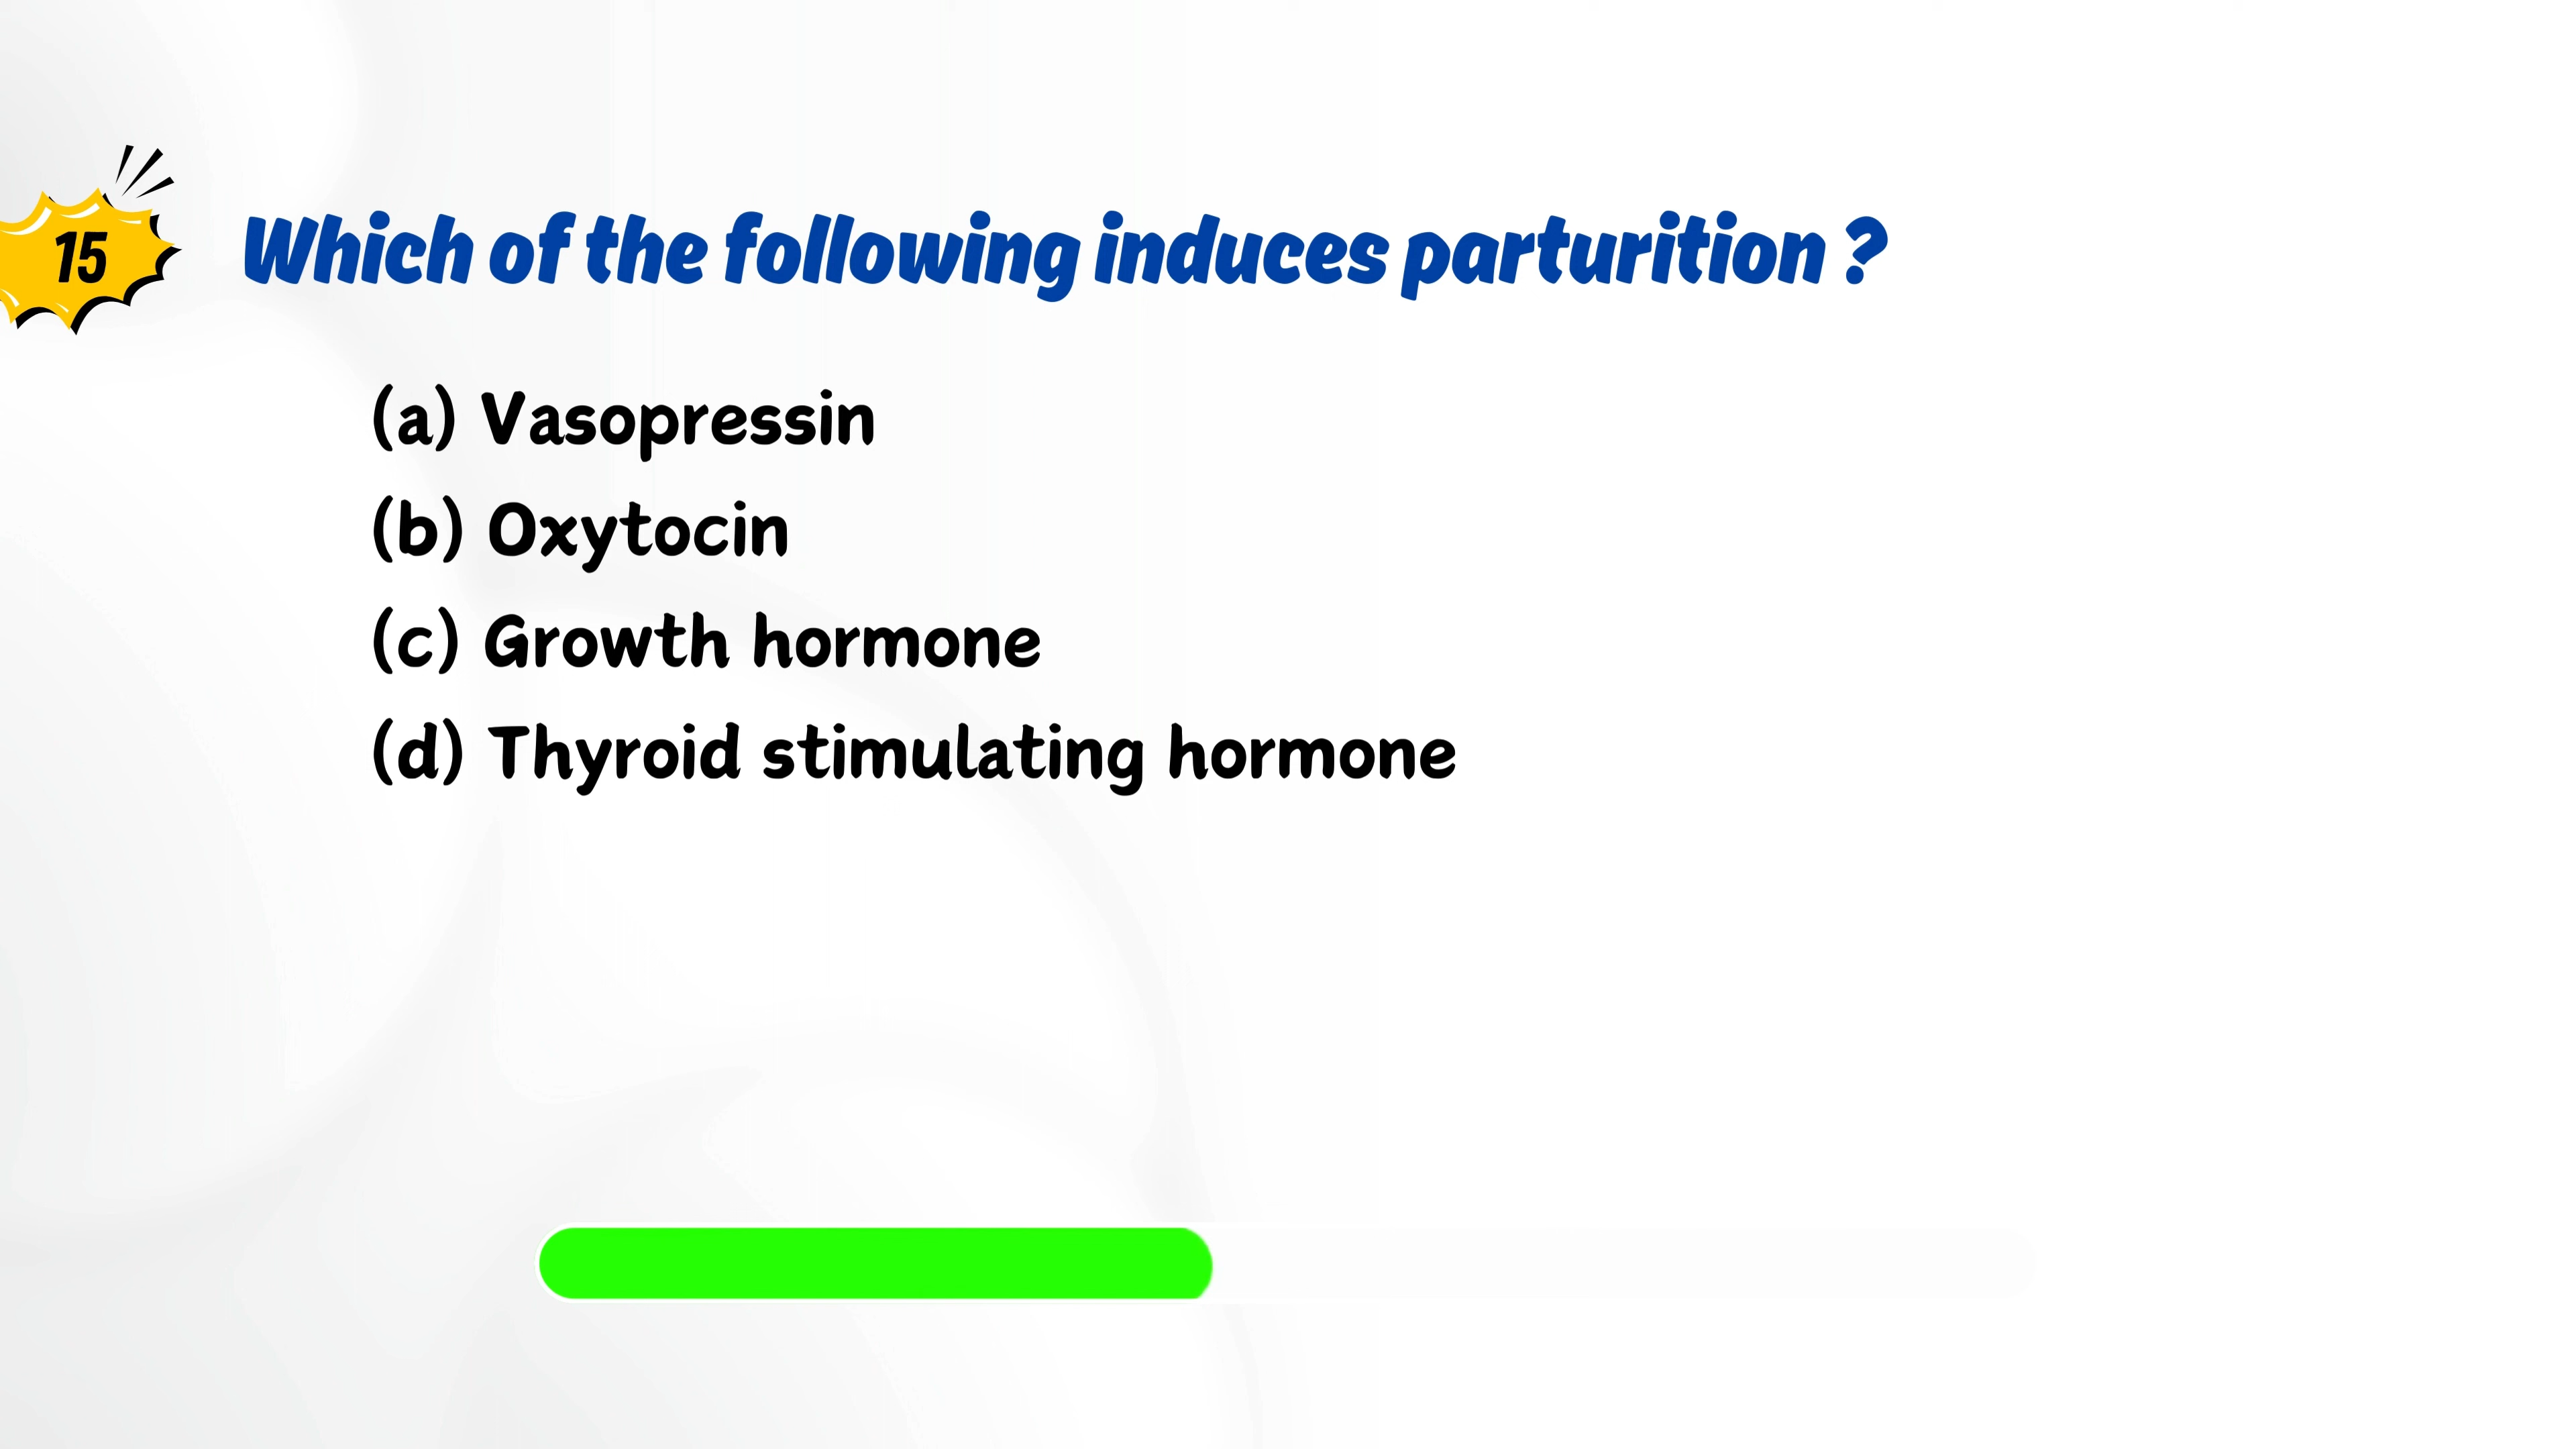 15
Which of the following induces parturition ?
(a) Vasopressin
(b) Oxytocin
(c) Growth hormone
(d) Thyroid stimulating hormone